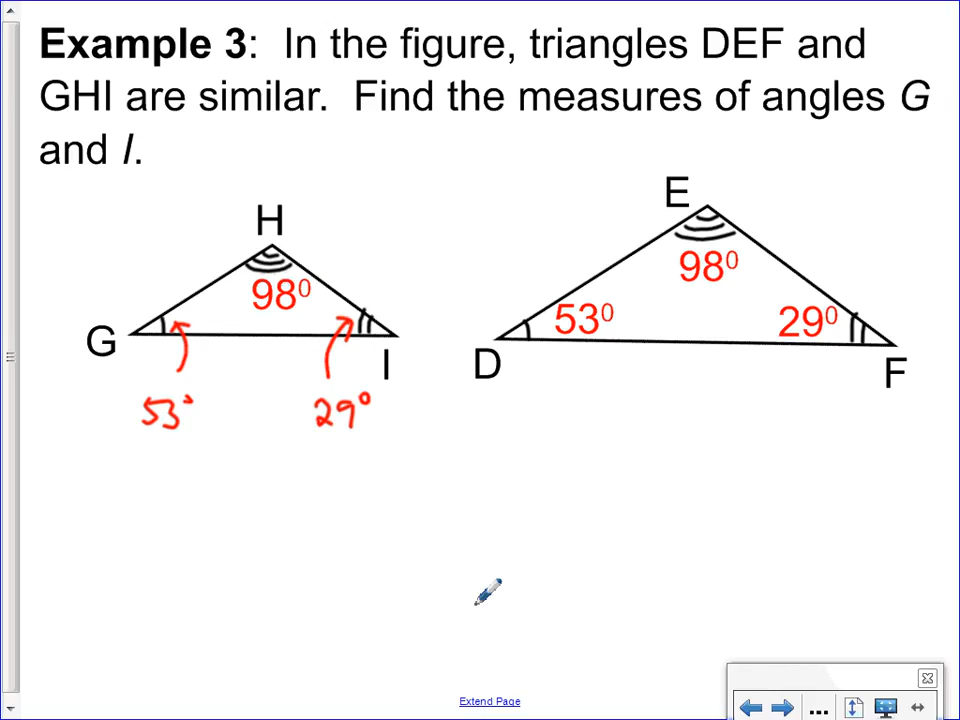 Example 3: In the figure, triangles DEF and
GHI are similar. Find the measures of angles G
and I.
E
H
98⁰
98⁰
53⁰
29⁰
G
I
D
F
53°
29⁰
Extend Page
...